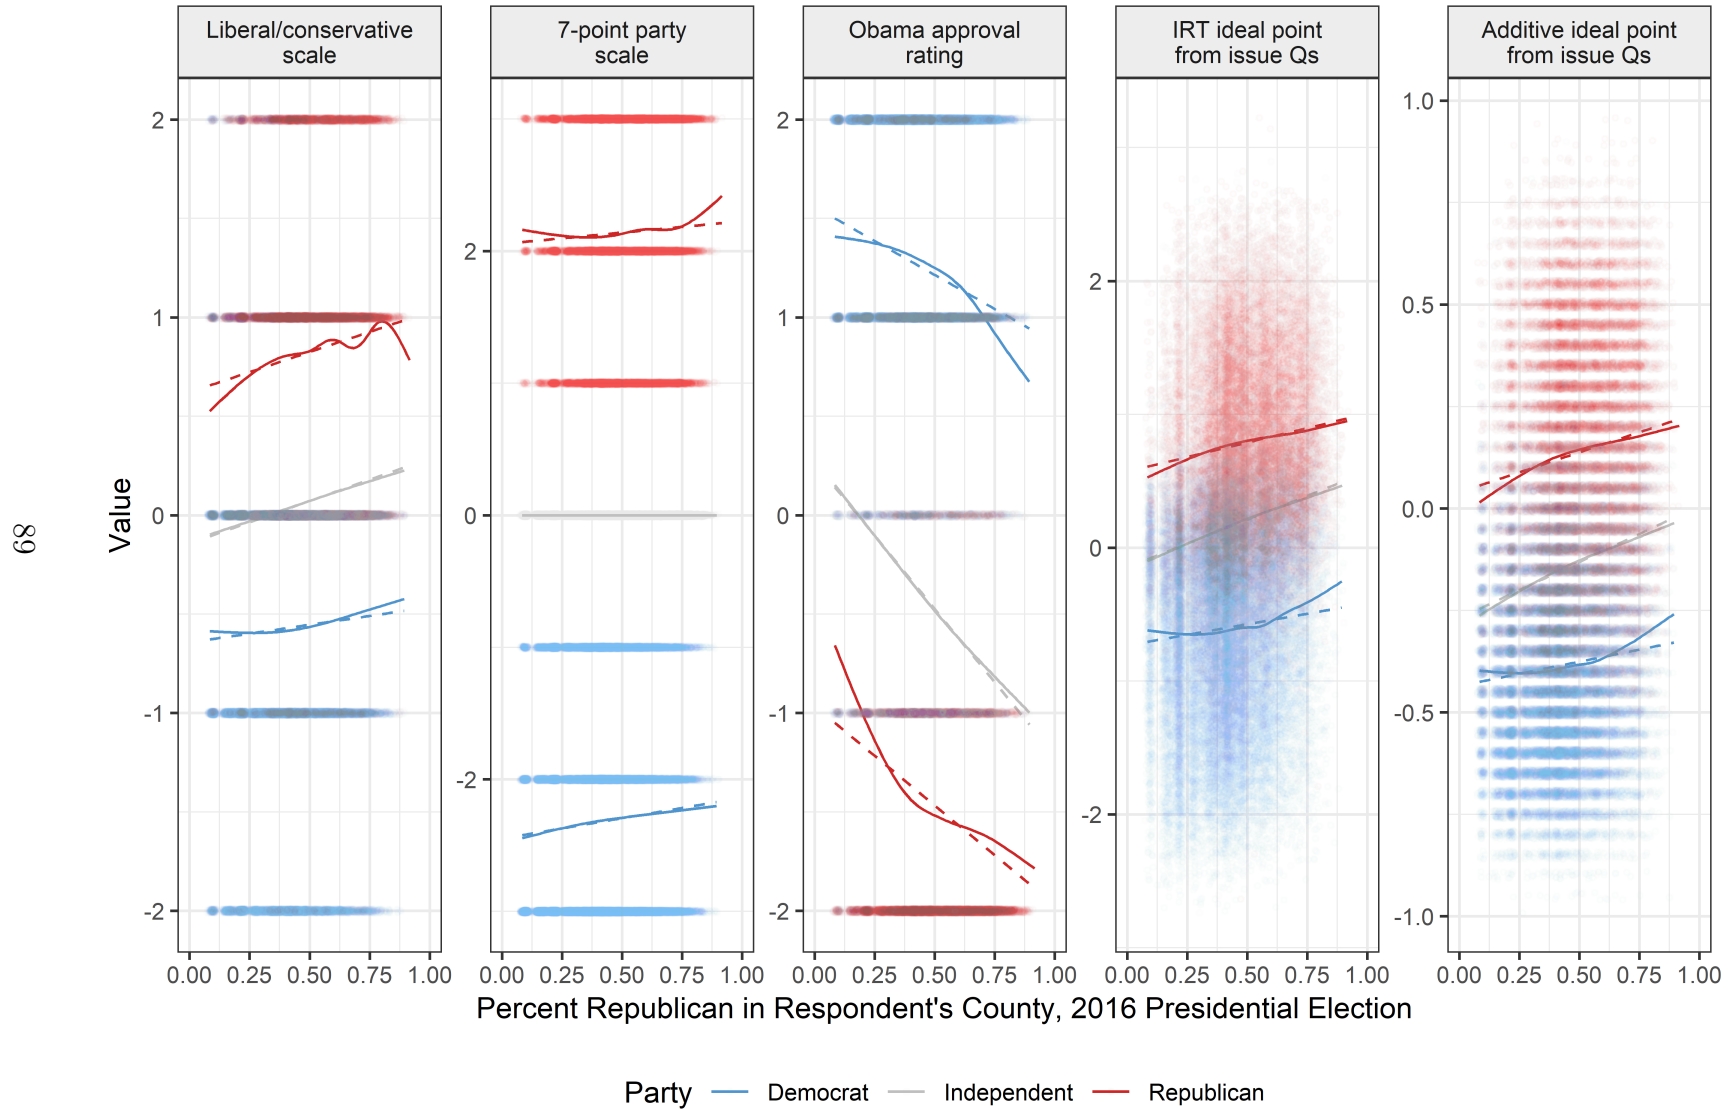 Liberal/conservative
scale
7-point party
scale
Obama approval
rating
IRT ideal point
from issue Qs
Additive ideal point
from issue Qs
2
1
0
-1
-2
2
0
-2
2
1
0
-1
-2
2
0
-2
1.0
0.5
0.0
-0.5
-1.0
Value
89
0.00 0.25 0.50 0.75 1.00
0.00 0.25 0.50 0.75 1.00
0.00 0.25 0.50 0.75 1.00
0.00 0.25 0.50 0.75 1.00
0.00 0.25 0.50 0.75 1.00
Percent Republican in Respondent's County, 2016 Presidential Election
Party Democrat Independent Republican